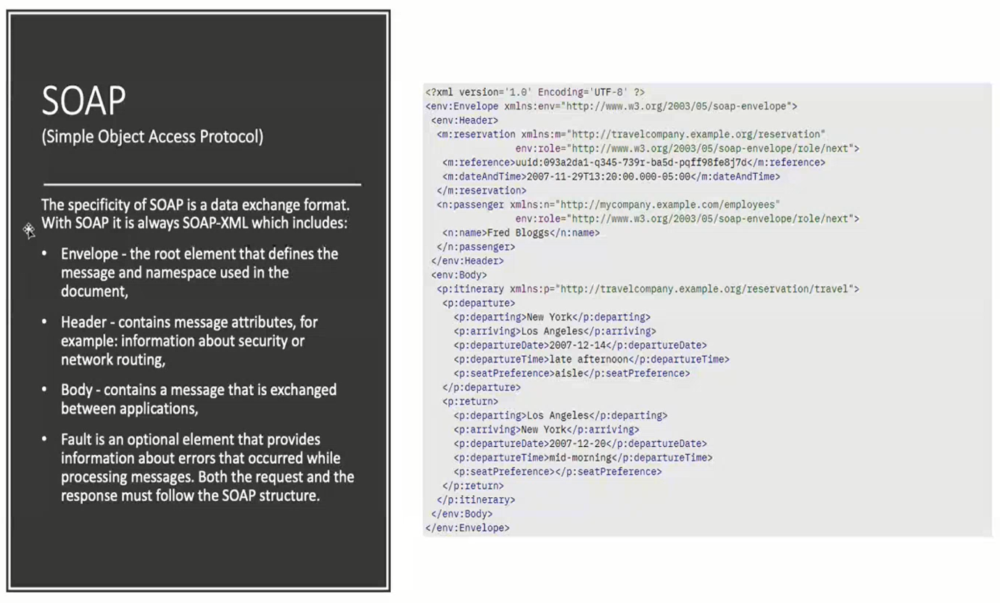 SOAP
(Simple Object Access Protocol)
The specificity of SOAP is a data exchange format.
With SOAP it is always SOAP-XML which includes:
• Envelope - the root element that defines the
message and namespace used in the
document,
• Header - contains message attributes, for
example: information about security or
network routing,
• Body - contains a message that is exchanged
between applications,
• Fault is an optional element that provides
information about errors that occurred while
processing messages. Both the request and the
response must follow the SOAP structure.
<?xml version='1.0' Encoding='UTF-8' ?>
<env:Envelope xmlns:env="http://www.w3.org/2003/05/soap-envelope">
<env:Header>
<m:reservation xmlns:m="http://travelcompany.example.org/reservation"
env:role="http://www.w3.org/2003/05/soap-envelope/role/next">
<m:reference>uuid:093a2da1-q345-739r-ba5d-pqff98fe8j7d</m:reference>
<m:dateAndTime>2007-11-29T13:20:00.000-05:00</m:dateAndTime>
</m:reservation>
<n:passenger xmlns:n="http://mycompany.example.com/employees"
env:role="http://www.w3.org/2003/05/soap-envelope/role/next">
<n:name>Fred Bloggs</n:name>
</n:passenger>
</env:Header>
<env:Body>
<p:itinerary xmlns:p="http://travelcompany.example.org/reservation/travel">
<p:departure>
<p:departing>New York</p:departing>
<p:arriving>Los Angeles</p:arriving>
<p:departureDate>2007-12-14</p:departureDate>
<p:departureTime>late afternoon</p:departureTime>
<p:seatPreference>aisle</p:seatPreference>
</p:departure>
<p:return>
<p:departing>Los Angeles</p:departing>
<p:arriving>New York</p:arriving>
<p:departureDate>2007-12-20</p:departureDate>
<p:departureTime>mid-morning</p:departureTime>
<p:seatPreference></p:seatPreference>
</p:return>
</p:itinerary>
</env:Body>
</env:Envelope>